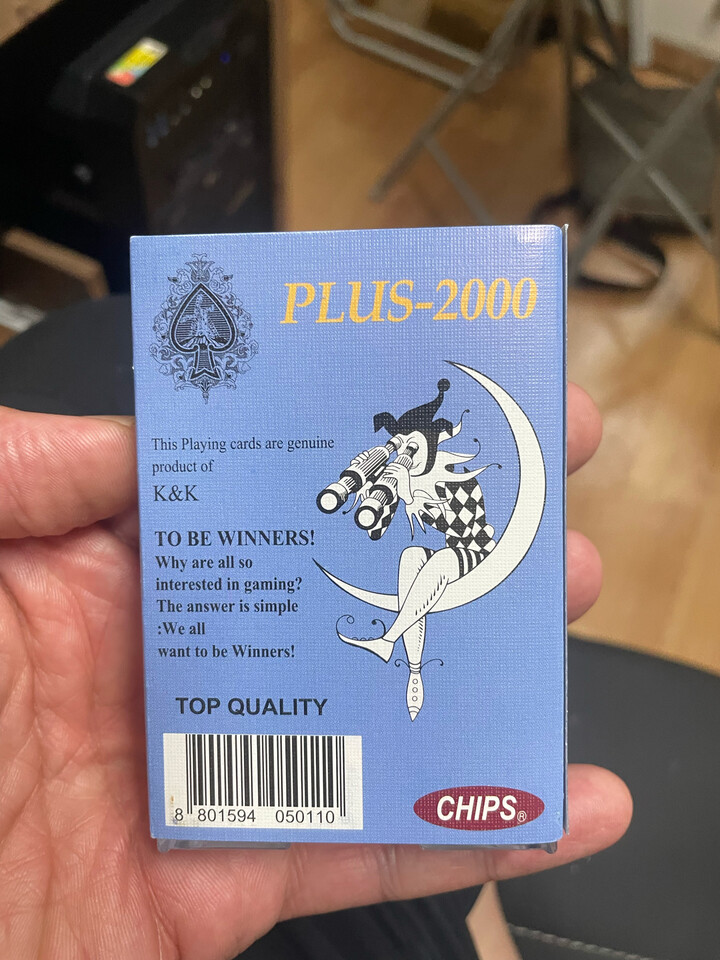 PLUS-2000
This Playing cards are genuine
product of
K&K
TO BE WINNERS!
Why are all so
interested in gaming?
The answer is simple
:We all
want to be Winners!
TOP QUALITY
8 801594 050110
CHIPS®